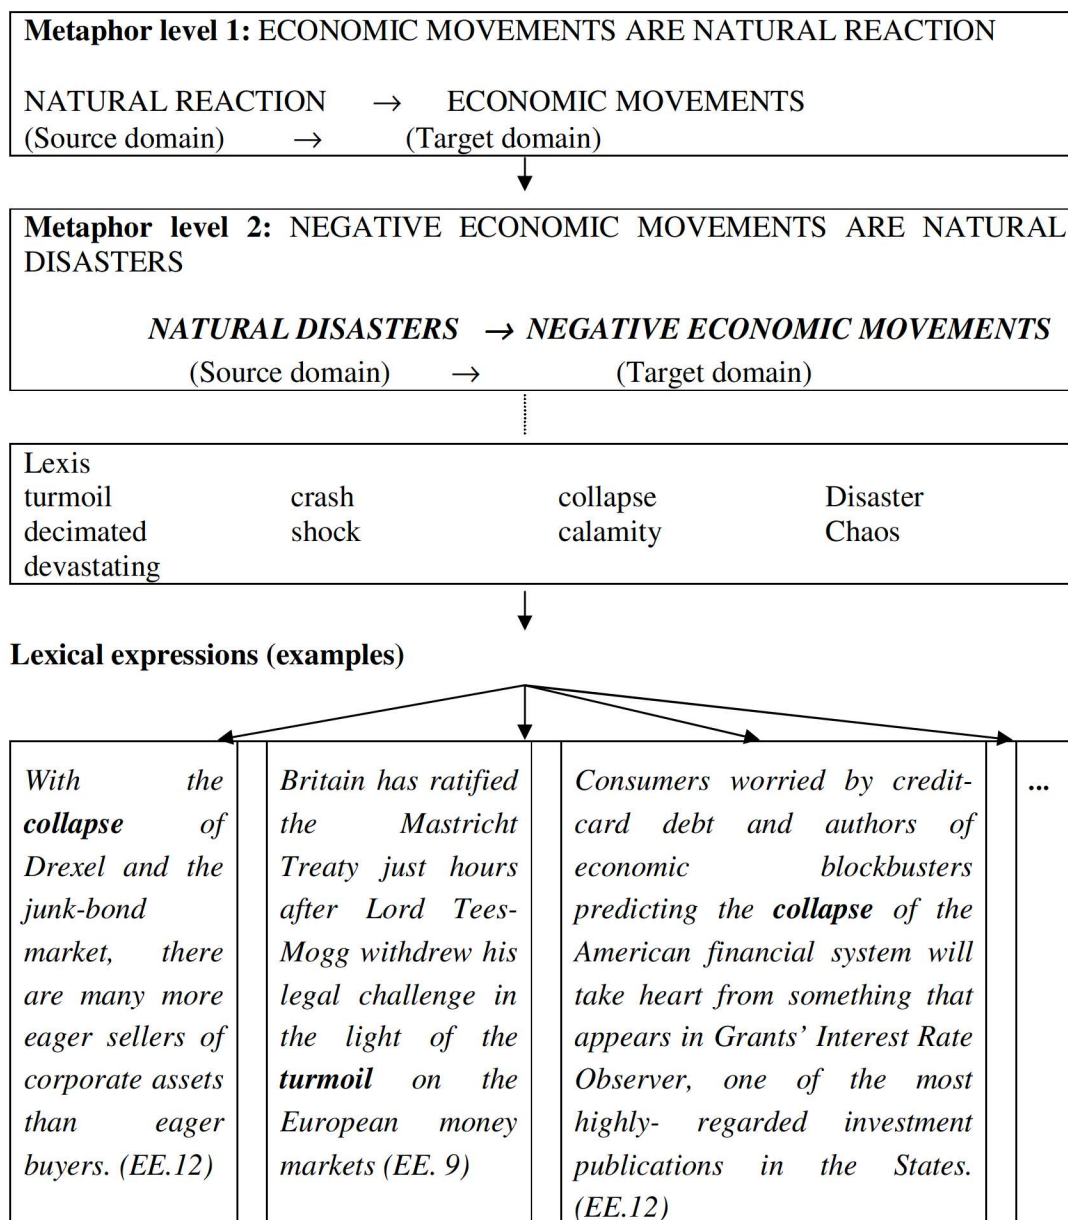 Metaphor level 1: ECONOMIC MOVEMENTS ARE NATURAL REACTION
NATURAL REACTION → ECONOMIC MOVEMENTS
(Source domain) → (Target domain)
Metaphor level 2: NEGATIVE ECONOMIC MOVEMENTS ARE NATURAL
DISASTERS
NATURAL DISASTERS → NEGATIVE ECONOMIC MOVEMENTS
(Source domain) → (Target domain)
Lexis
turmoil crash collapse Disaster
decimated shock calamity Chaos
devastating
Lexical expressions (examples)
With the
collapse of
Drexel and the
junk-bond
market, there
are many more
eager sellers of
corporate assets
than eager
buyers. (EE.12)
Britain has ratified
the Mastricht
Treaty just hours
after Lord Tees-
Mogg withdrew his
legal challenge in
the light of the
turmoil on the
European money
markets (EE. 9)
Consumers worried by credit-
card debt and authors of
economic blockbusters
predicting the collapse of the
American financial system will
take heart from something that
appears in Grants' Interest Rate
Observer, one of the most
highly- regarded investment
publications in the States.
(EE.12)
...